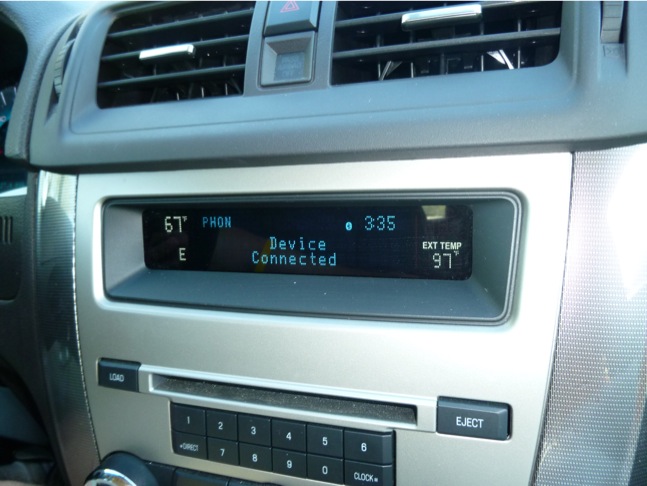 67°F PHON 3:35
Device
E Connected
EXT TEMP
97°F
LOAD
EJECT
1 2 3 4 5 6
*DIRECT 7 8 9 0 CLOCK